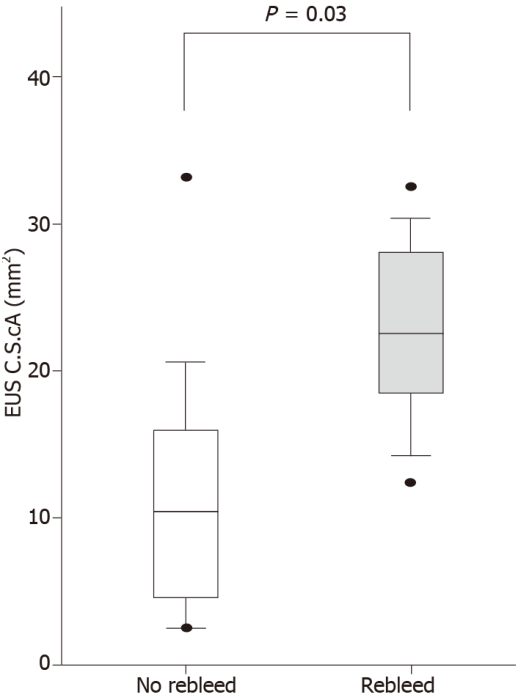 P = 0.03
EUS C.S.cA (mm²)
40
30
20
10
0
No rebleed
Rebleed